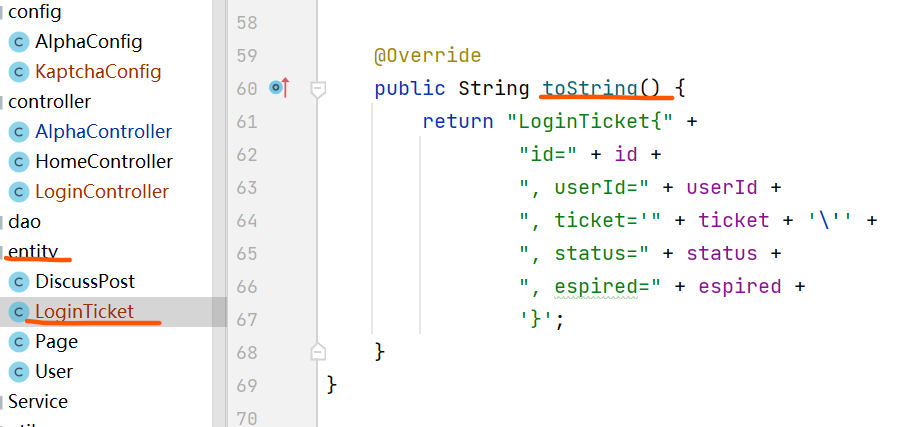 config
AlphaConfig
KaptchaConfig
controller
AlphaController
HomeController
LoginController
dao
entity
DiscussPost
LoginTicket
Page
User
Service
58
59 @Override
60 public String toString() {
61 return "LoginTicket{" +
62 "id=" + id +
63 ", userId=" + userId +
64 ", ticket='" + ticket + '\'' +
65 ", status=" + status +
66 ", espired=" + espired +
67 '}';
68 }
69 }
70